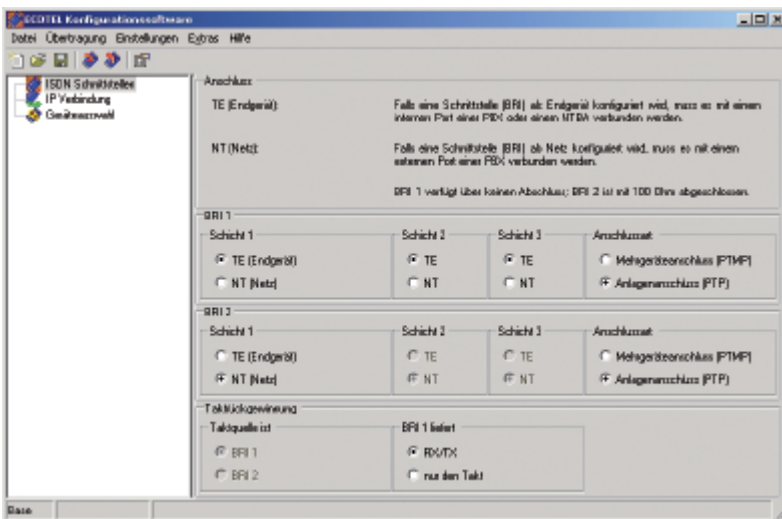 ECOTEL Konfigurationssoftware
Datei Übertragung Einstellungen Extras Hilfe
ISDN Schnittstellen
IP Verbindung
Geräteauswahl
Anschluss
TE (Endgerät):
Falls eine Schnittstelle (BRI) als Endgerät konfiguriert wird, muss es mit einem
internen Port einer PBX oder einem NTBA verbunden werden.
NT (Netz):
Falls eine Schnittstelle (BRI) als Netz konfiguriert wird, muss es mit einem
externen Port einer PBX verbunden werden.
BRI 1 verfügt über keinen Abschluss; BRI 2 ist mit 100 Ohm abgeschlossen.
BRI 1
Schicht 1 Schicht 2 Schicht 3 Anschlussart
TE (Endgerät) TE TE Mehrgeräteanschluss (PTMP)
NT (Netz) NT NT Anlagenanschluss (PTP)
BRI 2
Schicht 1 Schicht 2 Schicht 3 Anschlussart
TE (Endgerät) TE TE Mehrgeräteanschluss (PTMP)
NT (Netz) NT NT Anlagenanschluss (PTP)
Taktrückgewinnung
Taktquelle ist BRI 1 liefert
BRI 1 RX/TX
BRI 2 nur den Takt
Base